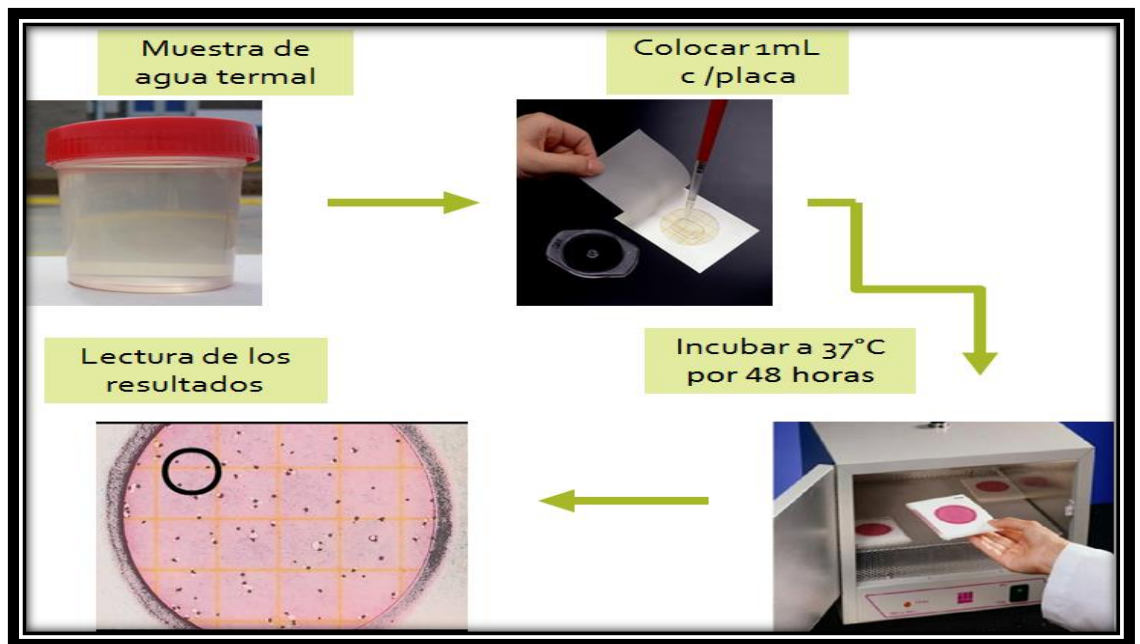 Muestra de
agua termal
Colocar 1mL
c /placa
Incubar a 37°C
por 48 horas
Lectura de los
resultados